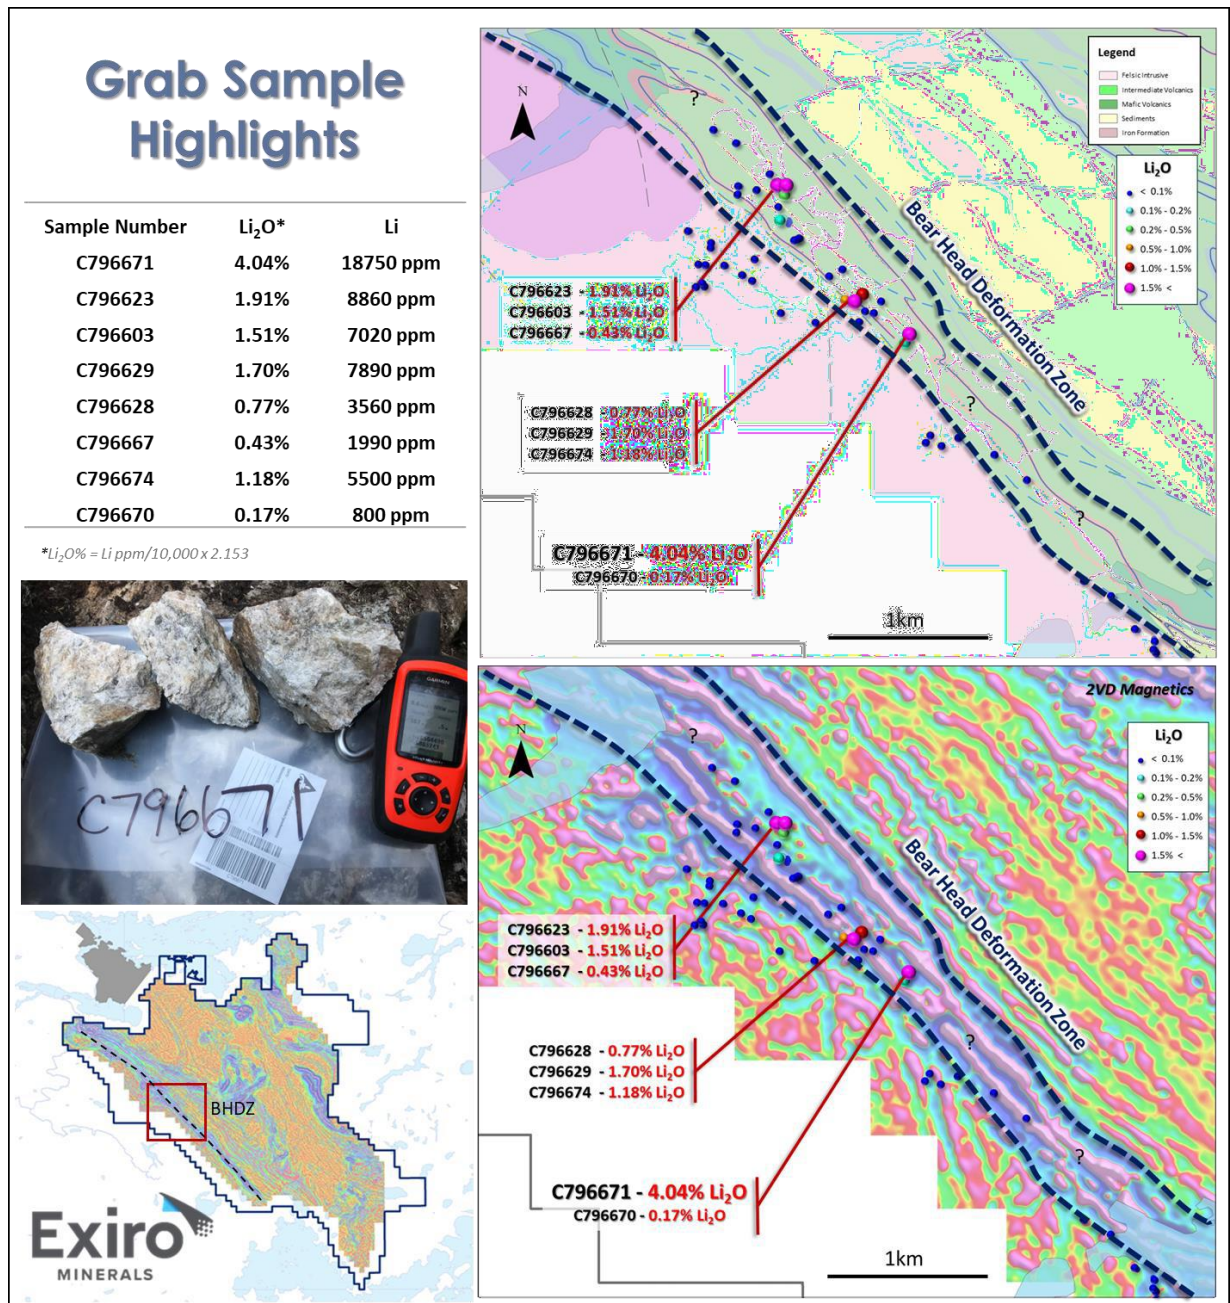 Grab Sample
Highlights
Sample Number Li₂O* Li
C796671 4.04% 18750 ppm
C796623 1.91% 8860 ppm
C796603 1.51% 7020 ppm
C796629 1.70% 7890 ppm
C796628 0.77% 3560 ppm
C796667 0.43% 1990 ppm
C796674 1.18% 5500 ppm
C796670 0.17% 800 ppm
*Li₂O% = Li ppm/10,000 x 2.153
GARMIN
C796671
BHDZ
Exiro
MINERALS
N
?
Legend
Felsic Intrusive
Intermediate Volcanics
Mafic Volcanics
Sediments
Iron Formation
Li₂O
< 0.1%
0.1% - 0.2%
0.2% - 0.5%
0.5% - 1.0%
1.0% - 1.5%
1.5% <
Bear Head Deformation Zone
C796623 - 1.91% Li₂O
C796603 - 1.51% Li₂O
C796667 - 0.43% Li₂O
?
C796628 - 0.77% Li₂O
C796629 - 1.70% Li₂O
C796674 - 1.18% Li₂O
?
C796671 - 4.04% Li₂O
C796670 - 0.17% Li₂O
1km
2VD Magnetics
N
?
Li₂O
< 0.1%
0.1% - 0.2%
0.2% - 0.5%
0.5% - 1.0%
1.0% - 1.5%
1.5% <
Bear Head Deformation Zone
C796623 - 1.91% Li₂O
C796603 - 1.51% Li₂O
C796667 - 0.43% Li₂O
?
C796628 - 0.77% Li₂O
C796629 - 1.70% Li₂O
C796674 - 1.18% Li₂O
?
C796671 - 4.04% Li₂O
C796670 - 0.17% Li₂O
1km